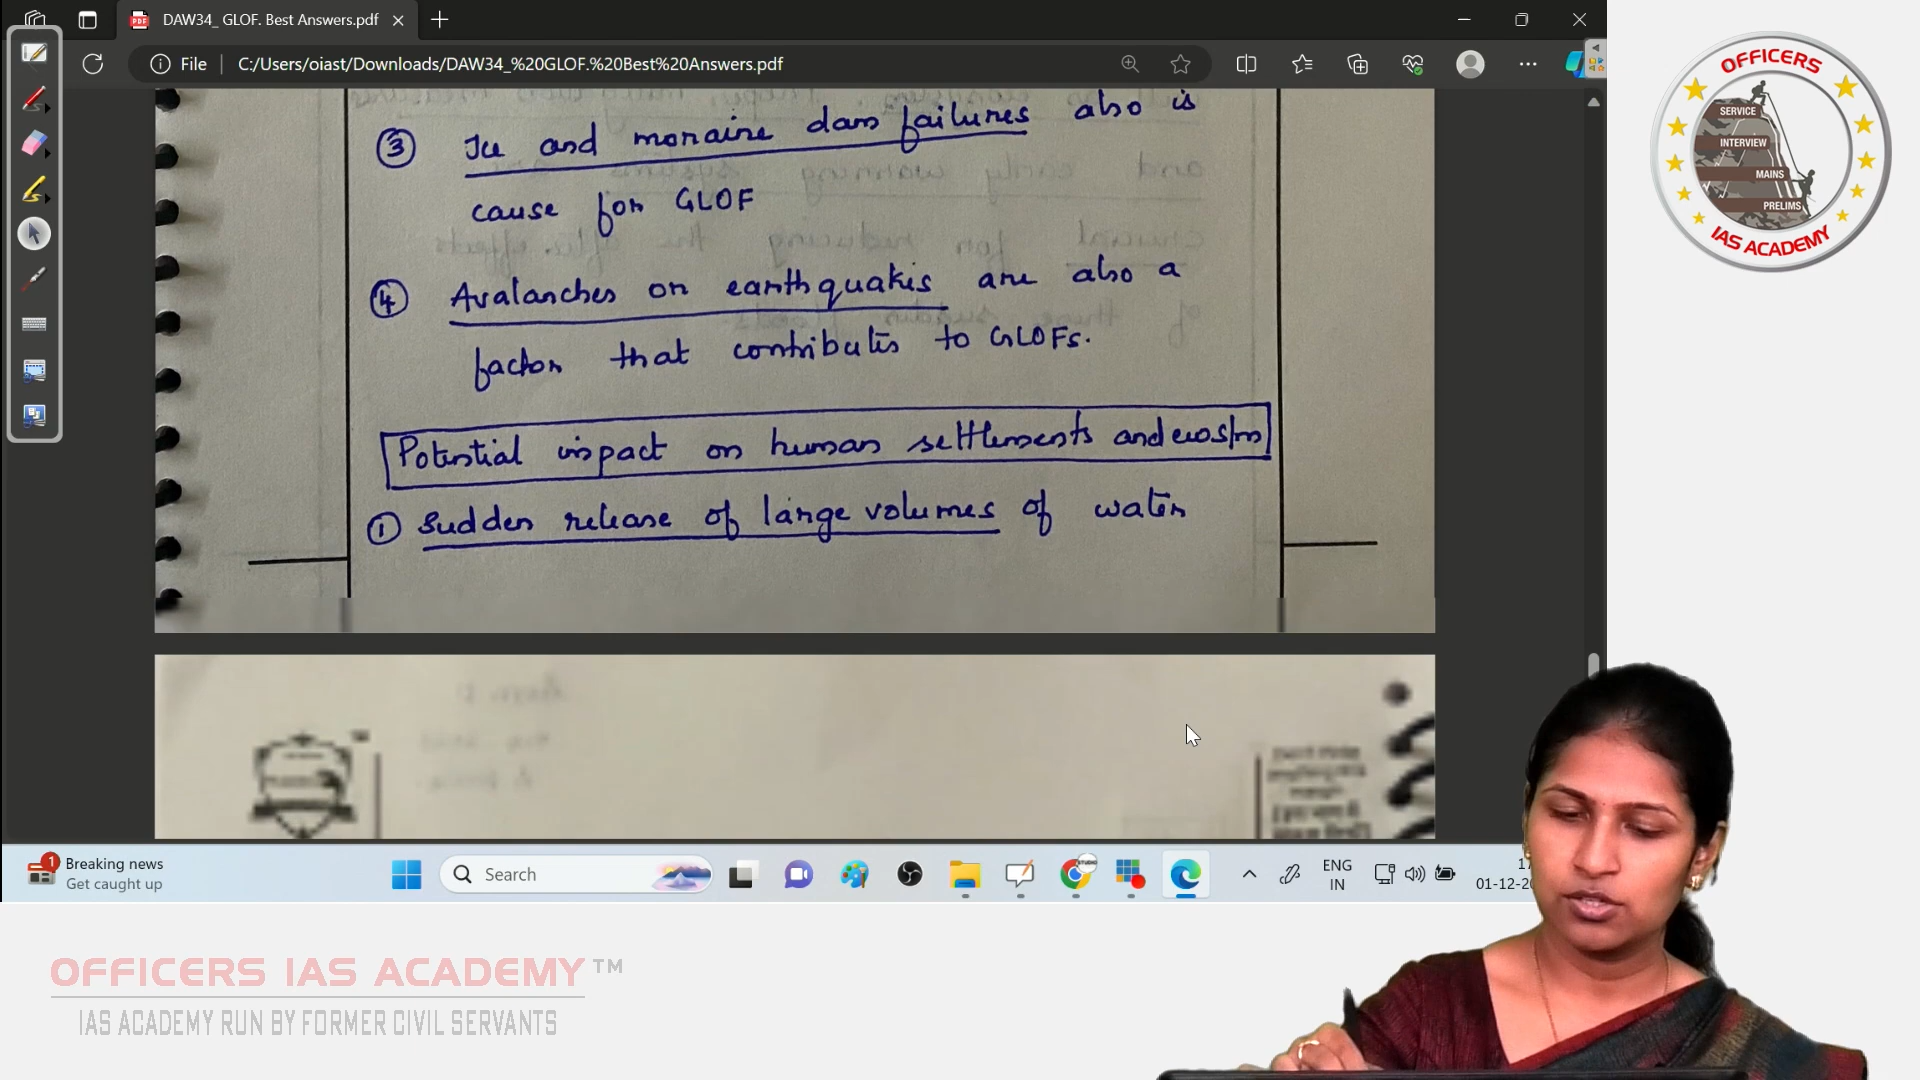 DAW34_ GLOF. Best Answers.pdf
File
C:/Users/oiast/Downloads/DAW34_%20GLOF.%20Best%20Answers.pdf
③ Ice and moraine dam failures also is
cause for GLOF
④ Avalanches or earthquakes are also a
factor that contributes to GLOFs.
Potential impact on human settlements and
① Sudden release of large volumes of water
OFFICERS
SERVICE
INTERVIEW
MAINS
PRELIMS
IAS ACADEMY
1
Breaking news
Get caught up
Search
ENG
IN
01-12-20
OFFICERS IAS ACADEMY™
IAS ACADEMY RUN BY FORMER CIVIL SERVANTS